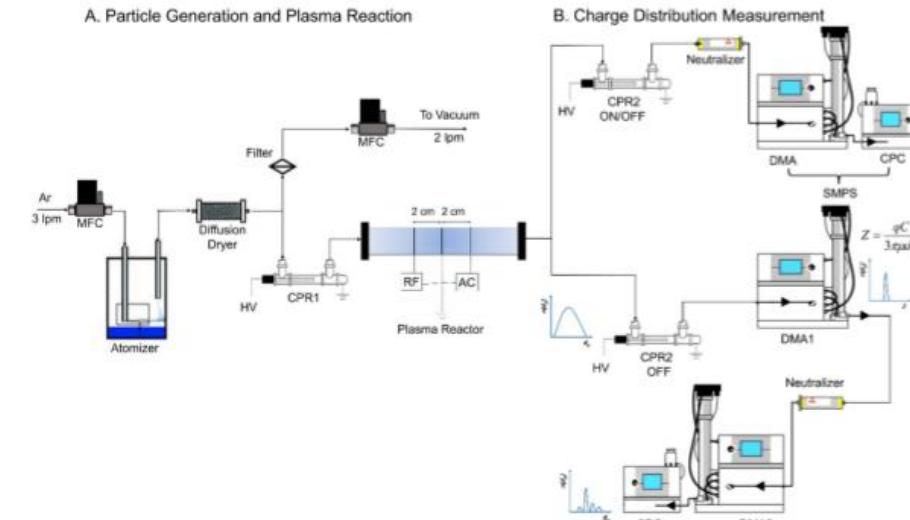 A. Particle Generation and Plasma Reaction
B. Charge Distribution Measurement
Ar
3 lpm
MFC
Atomizer
Diffusion
Dryer
Filter
MFC
To Vacuum
2 lpm
HV
CPR1
2 cm
2 cm
RF
AC
Plasma Reactor
HV
CPR2
ON/OFF
Neutralizer
DMA
CPC
SMPS
HV
CPR2
OFF
DMA1
Neutralizer